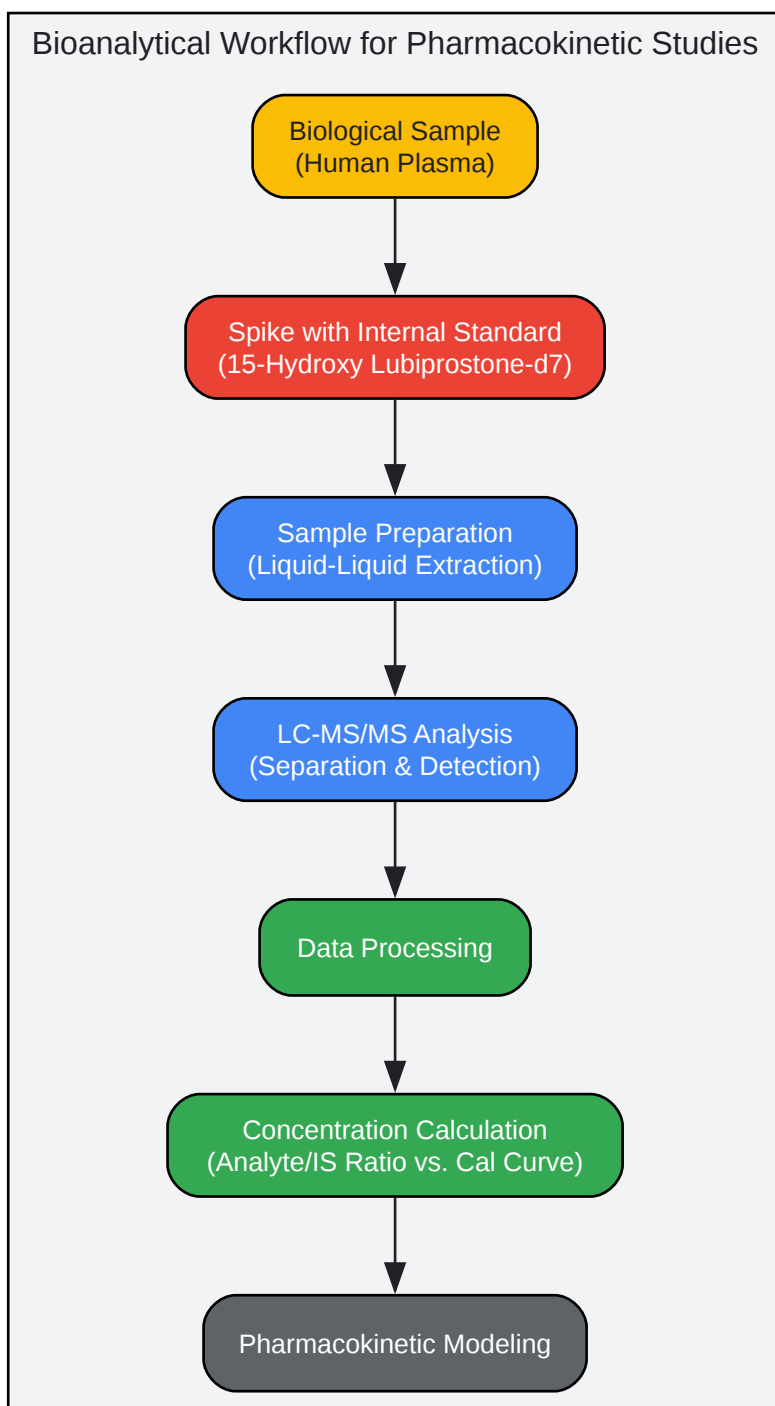 Bioanalytical Workflow for Pharmacokinetic Studies
Biological Sample
(Human Plasma)
Spike with Internal Standard
(15-Hydroxy Lubiprostone-d7)
Sample Preparation
(Liquid-Liquid Extraction)
LC-MS/MS Analysis
(Separation & Detection)
Data Processing
Concentration Calculation
(Analyte/IS Ratio vs. Cal Curve)
Pharmacokinetic Modeling